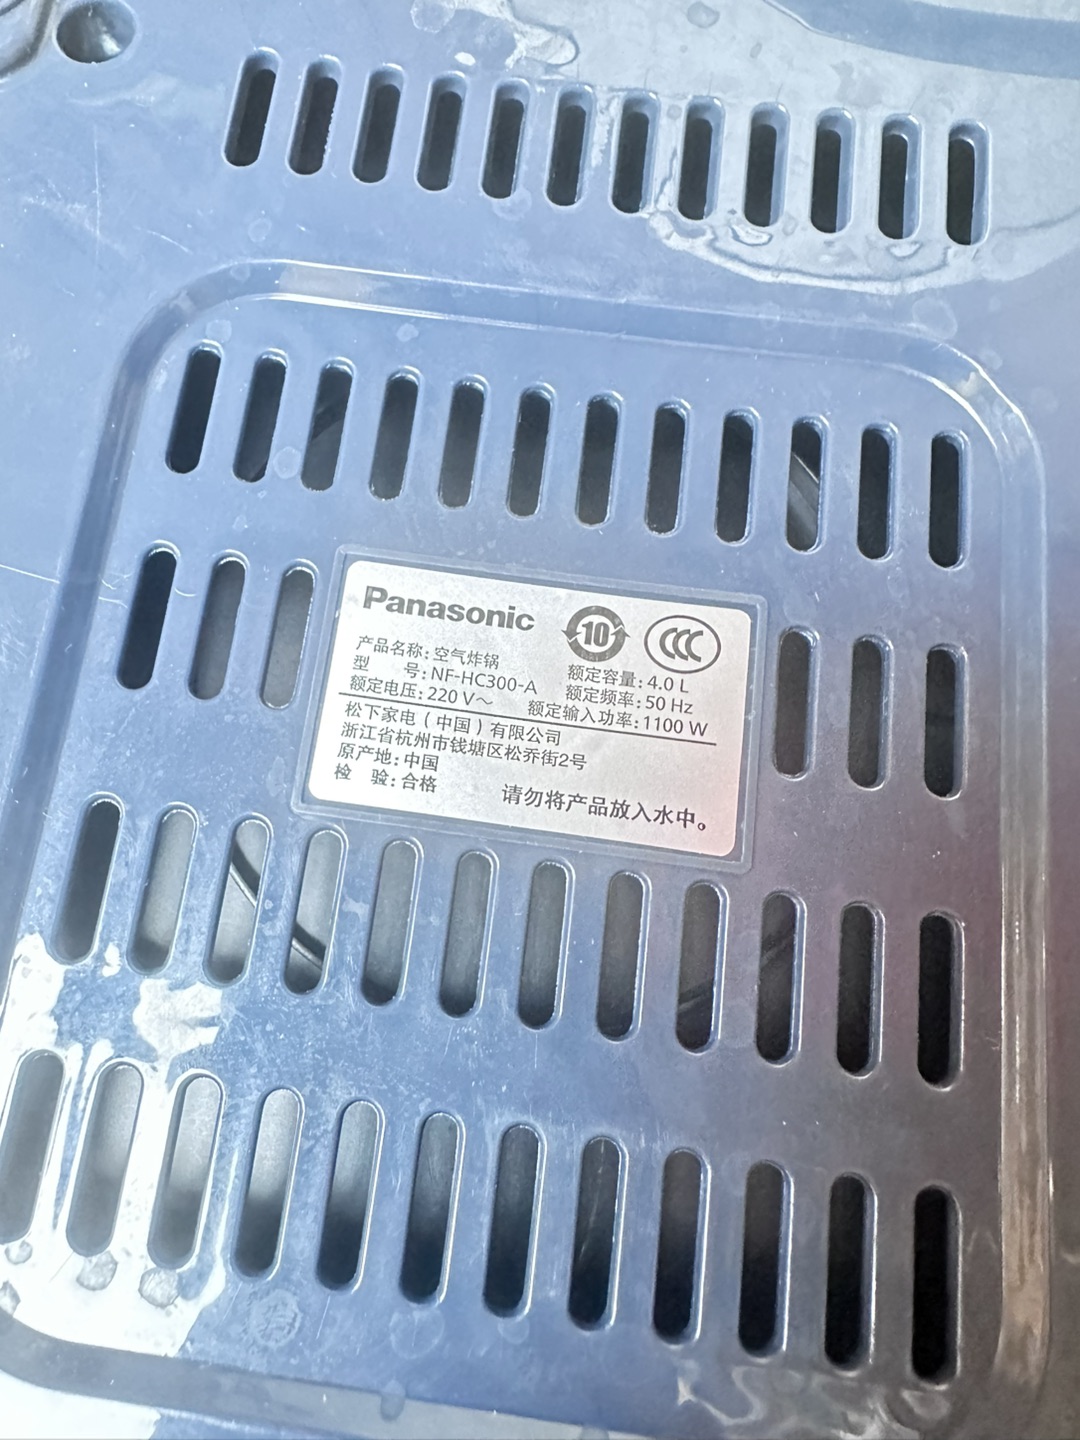 Panasonic
10
CCC
产品名称:空气炸锅
额定容量:4.0 L
型 号:NF-HC300-A
额定频率:50 Hz
额定电压:220 V～
额定输入功率:1100 W
松下家电(中国)有限公司
浙江省杭州市钱塘区松乔街2号
原产地:中国
检 验:合格
请勿将产品放入水中。